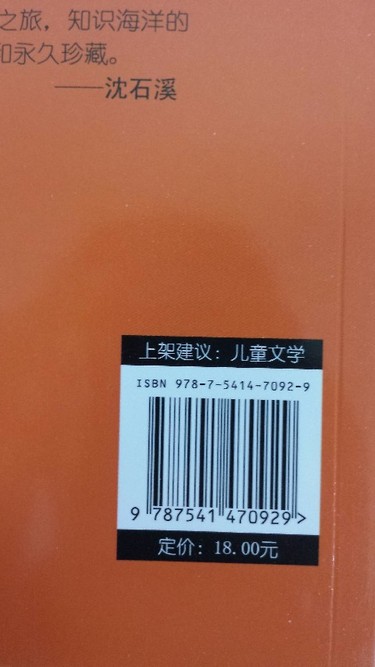 之旅，知识海洋的
和永久珍藏。
——沈石溪
上架建议：儿童文学
ISBN 978-7-5414-7092-9
9 787541 470929>
定价：18.00元